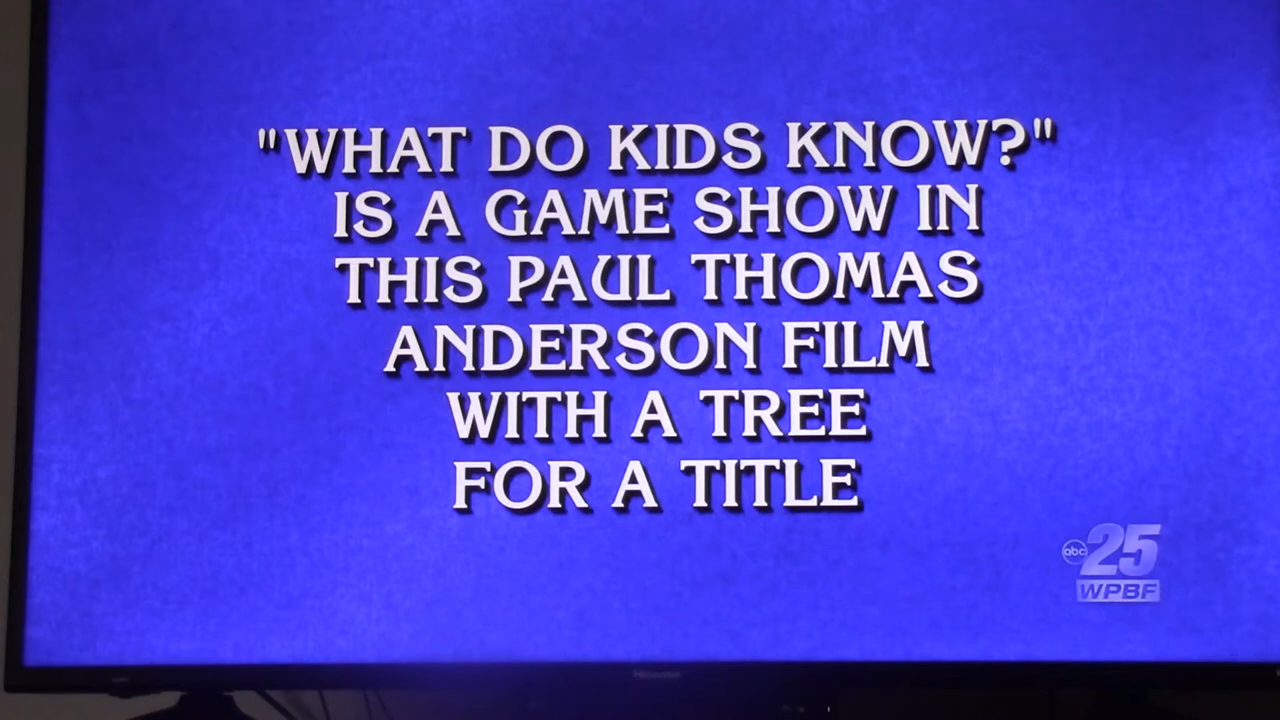 "WHAT DO KIDS KNOW?"
IS A GAME SHOW IN
THIS PAUL THOMAS
ANDERSON FILM
WITH A TREE
FOR A TITLE
abc 25
WPBF
Hisense